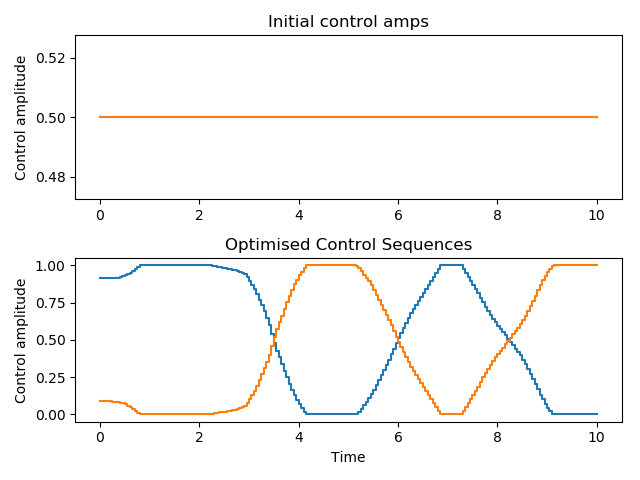 Initial control amps
Control amplitude
0.52
0.50
0.48
0 2 4 6 8 10
Optimised Control Sequences
Control amplitude
1.00
0.75
0.50
0.25
0.00
0 2 4 6 8 10
Time